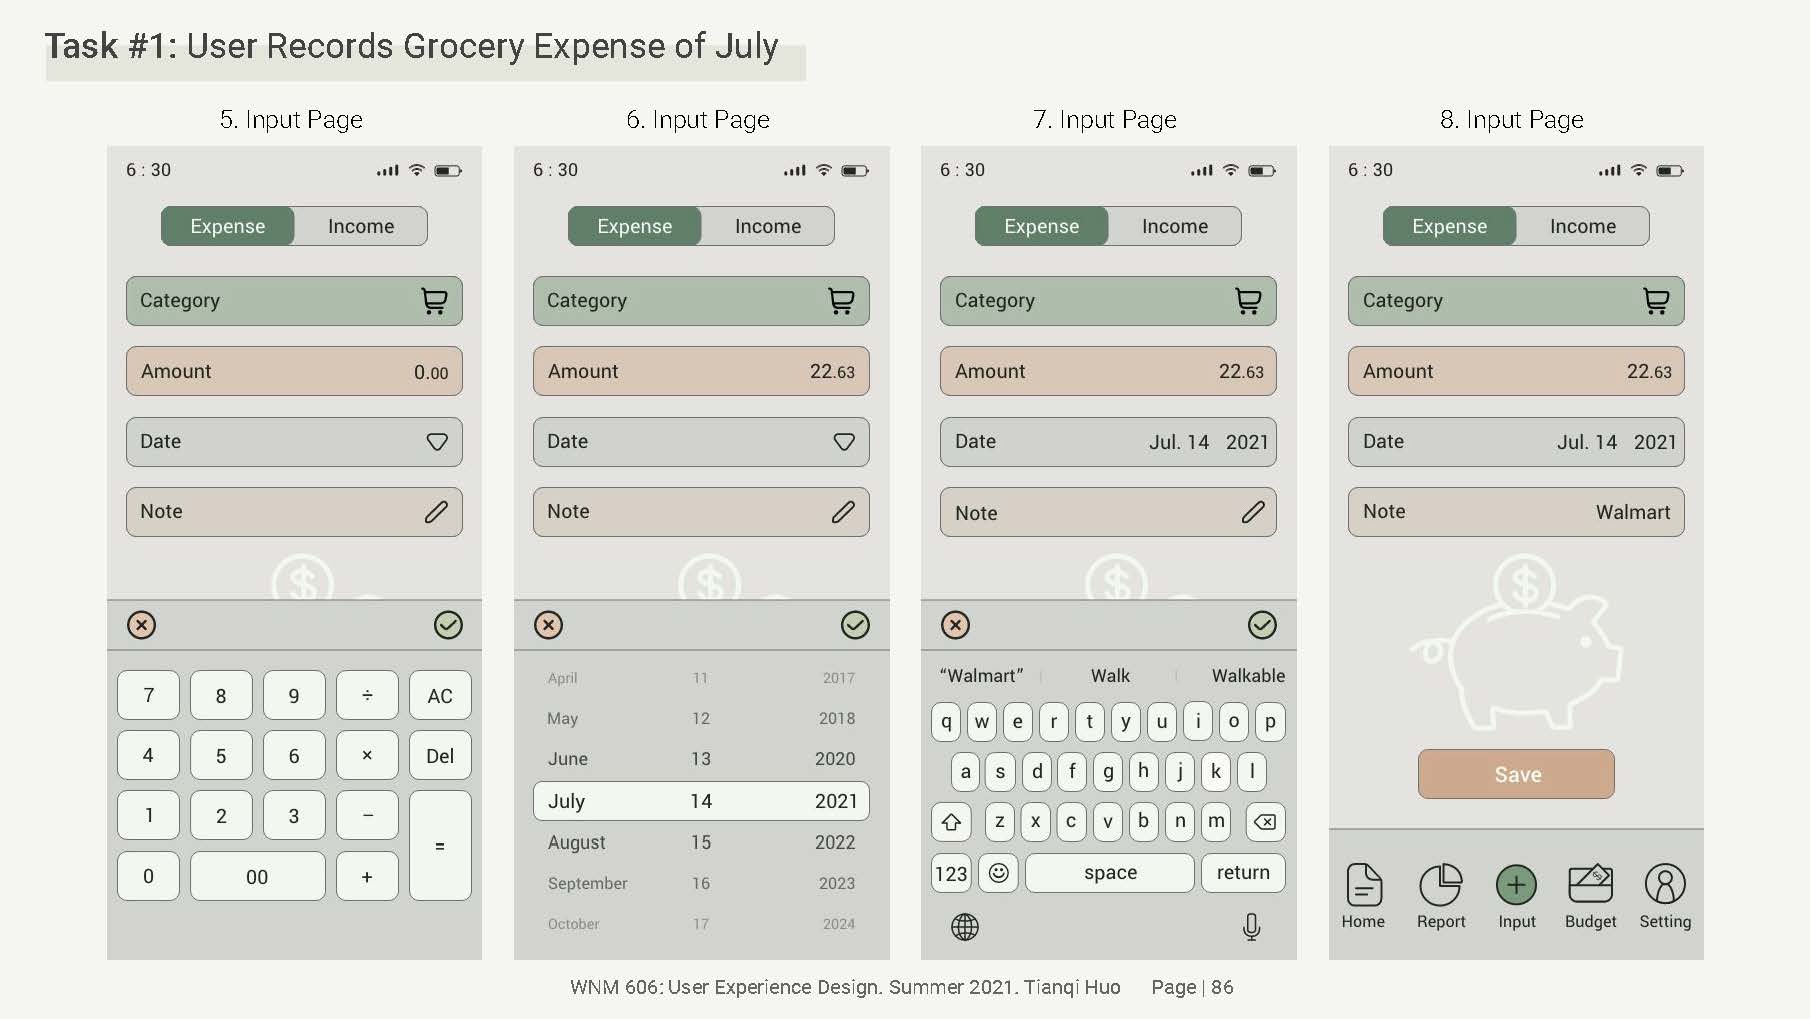 Task #1: User Records Grocery Expense of July
5. Input Page
6 : 30
Expense Income
Category
Amount 0.00
Date
Note
7 8 9 ÷ AC
4 5 6 × Del
1 2 3 −
=
0 00 +
6. Input Page
6 : 30
Expense Income
Category
Amount 22.63
Date
Note
April 11 2017
May 12 2018
June 13 2020
July 14 2021
August 15 2022
September 16 2023
October 17 2024
7. Input Page
6 : 30
Expense Income
Category
Amount 22.63
Date Jul. 14 2021
Note
“Walmart” Walk Walkable
q w e r t y u i o p
a s d f g h j k l
z x c v b n m
123 space return
8. Input Page
6 : 30
Expense Income
Category
Amount 22.63
Date Jul. 14 2021
Note Walmart
$
Save
Home Report Input Budget Setting
WNM 606: User Experience Design. Summer 2021. Tianqi Huo Page | 86